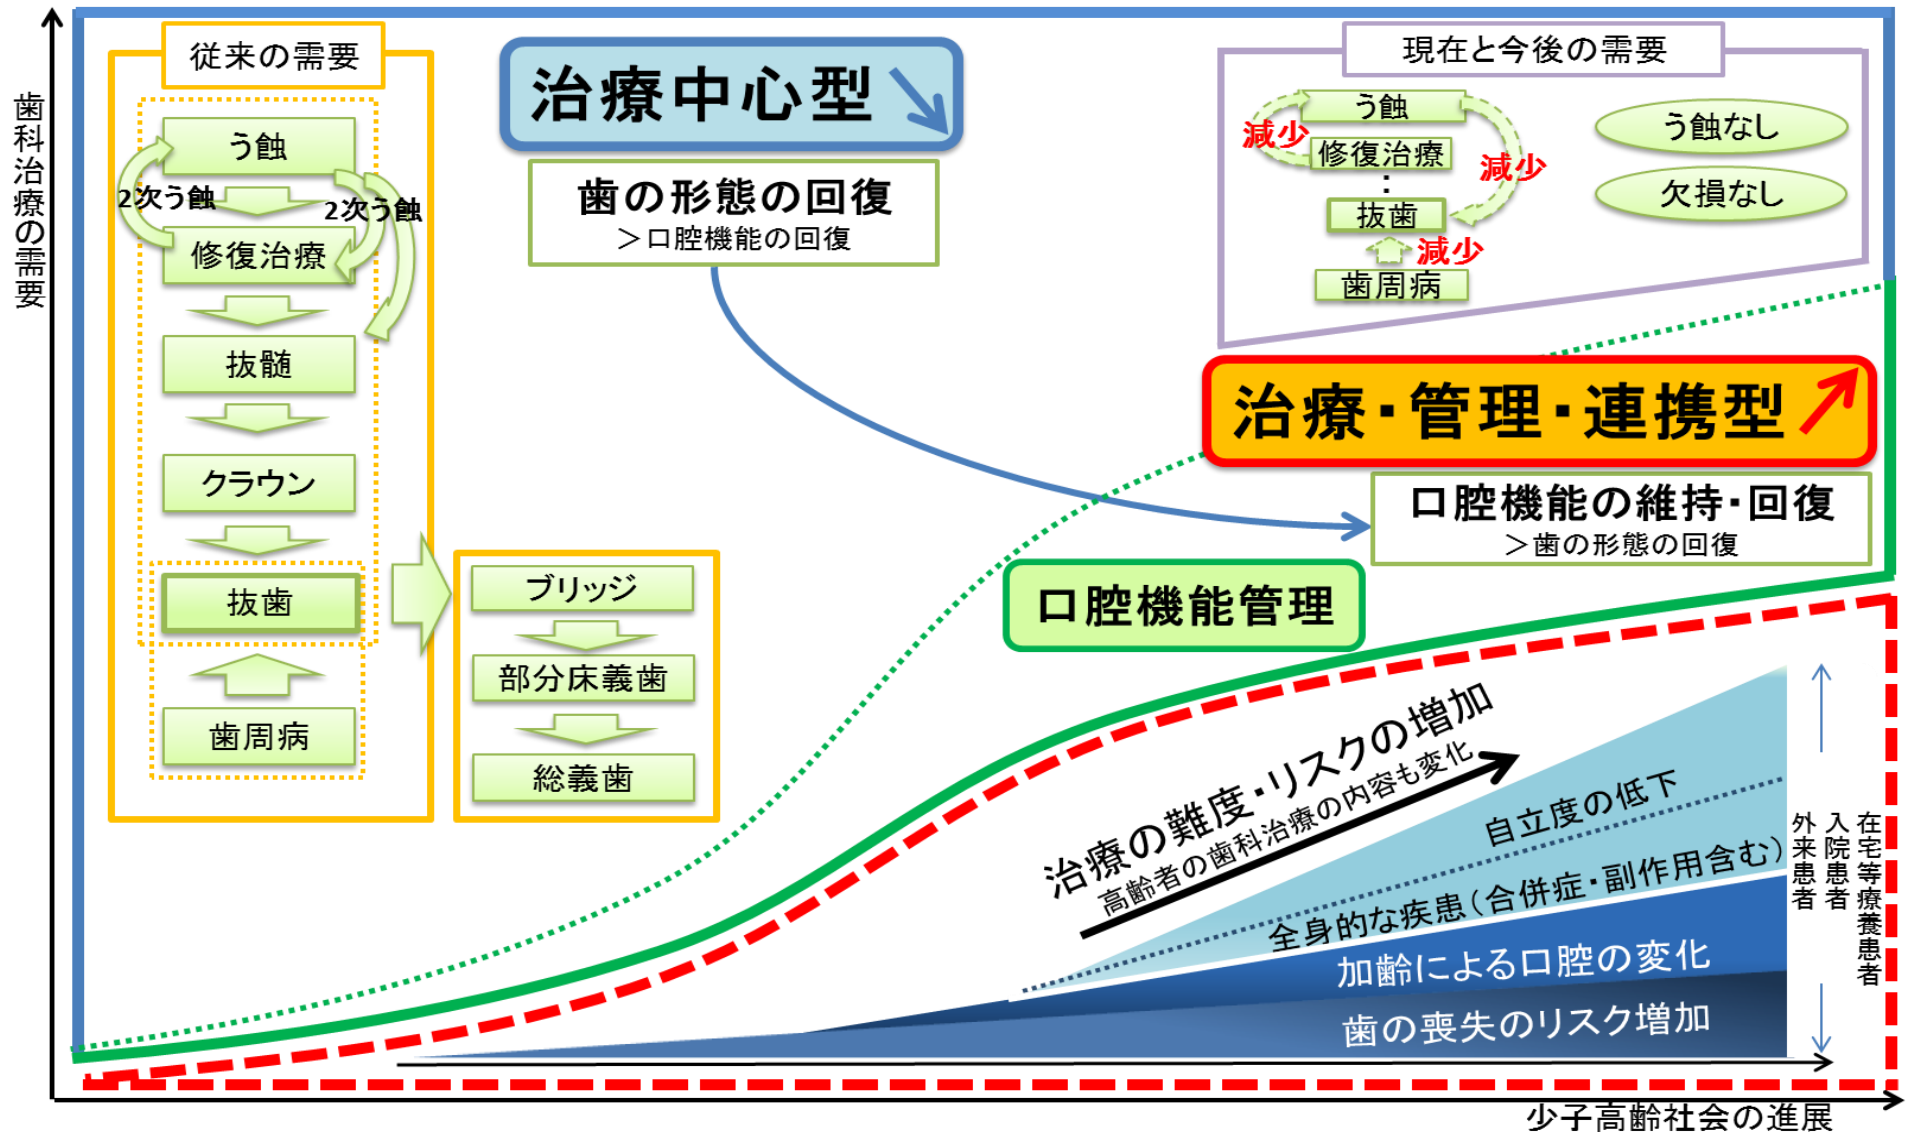 歯科治療の需要
従来の需要
う蝕
2次う蝕
2次う蝕
修復治療
抜髄
クラウン
抜歯
歯周病
ブリッジ
部分床義歯
総義歯
治療中心型
歯の形態の回復
＞口腔機能の回復
現在と今後の需要
う蝕
減少
修復治療
：
減少
抜歯
減少
歯周病
う蝕なし
欠損なし
治療・管理・連携型
口腔機能の維持・回復
＞歯の形態の回復
口腔機能管理
治療の難度・リスクの増加
高齢者の歯科治療の内容も変化
自立度の低下
全身的な疾患（合併症・副作用含む）
加齢による口腔の変化
歯の喪失のリスク増加
在宅等療養患者
入院患者
外来患者
少子高齢社会の進展